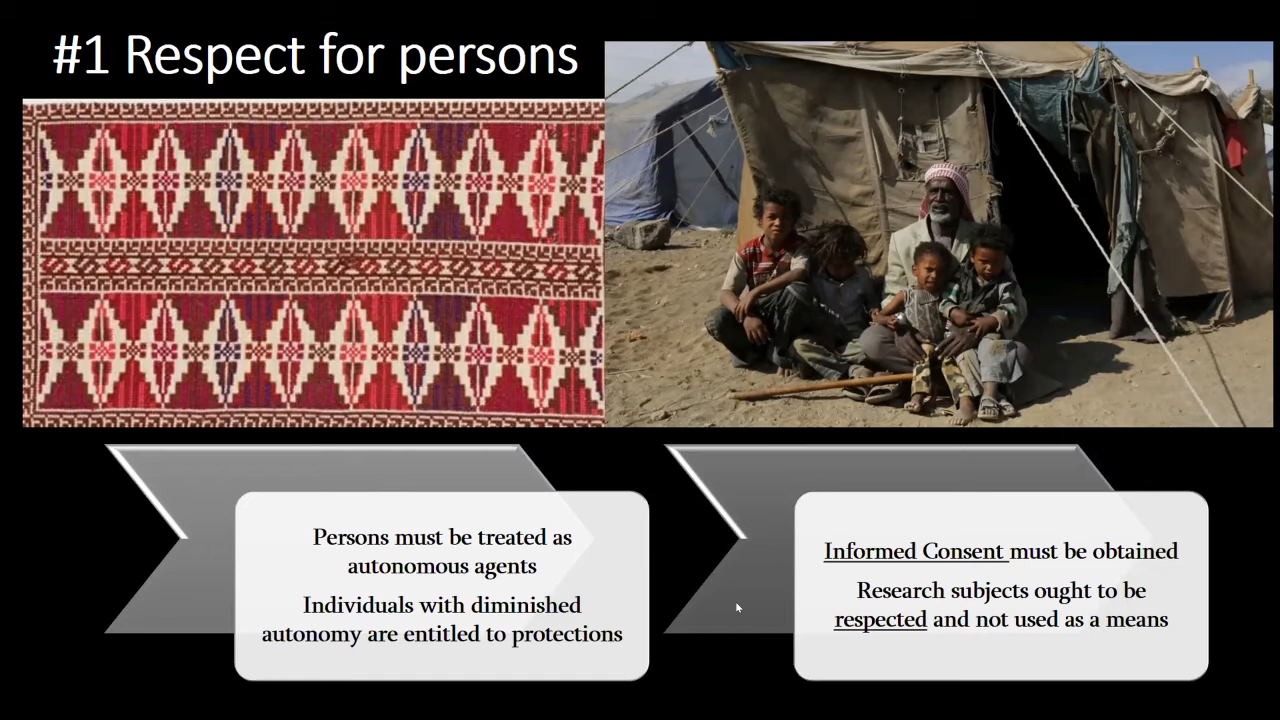 #1 Respect for persons
Persons must be treated as
autonomous agents
Individuals with diminished
autonomy are entitled to protections
Informed Consent must be obtained
Research subjects ought to be
respected and not used as a means